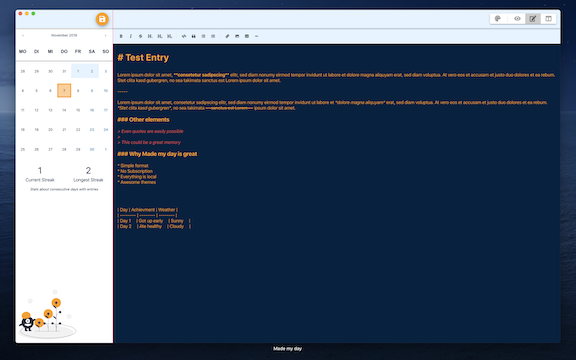 November 2019
MO DI MI DO FR SA SO
28 29 30 31 1 2 3
4 5 6 7 8 9 10
11 12 13 14 15 16 17
18 19 20 21 22 23 24
25 26 27 28 29 30 1
1 2
Current Streak Longest Streak
Stats about consecutive days with entries
B I S H1 H2 H3
# Test Entry
Lorem ipsum dolor sit amet, **consetetur sadipscing** elitr, sed diam nonumy eirmod tempor invidunt ut labore et dolore magna aliquyam erat, sed diam voluptua. At vero eos et accusam et justo duo dolores et ea rebum.
Stet clita kasd gubergren, no sea takimata sanctus est Lorem ipsum dolor sit amet.
-----
Lorem ipsum dolor sit amet, consetetur sadipscing elitr, sed diam nonumy eirmod tempor invidunt ut labore et *dolore magna aliquyam* erat, sed diam voluptua. At vero eos et accusam et justo duo dolores et ea rebum.
*Stet clita kasd gubergren*, no sea takimata ~~sanctus est Lorem~~ ipsum dolor sit amet.
### Other elements
> Even quotes are easily possible
>
> This could be a great memory
### Why Made my day is great
* Simple format
* No Subscription
* Everything is local
* Awesome themes
| Day | Achievment | Weather |
| -------- | -------- | -------- |
| Day 1 | Got up early | Sunny |
| Day 2 | Ate healthy | Cloudy |
Made my day